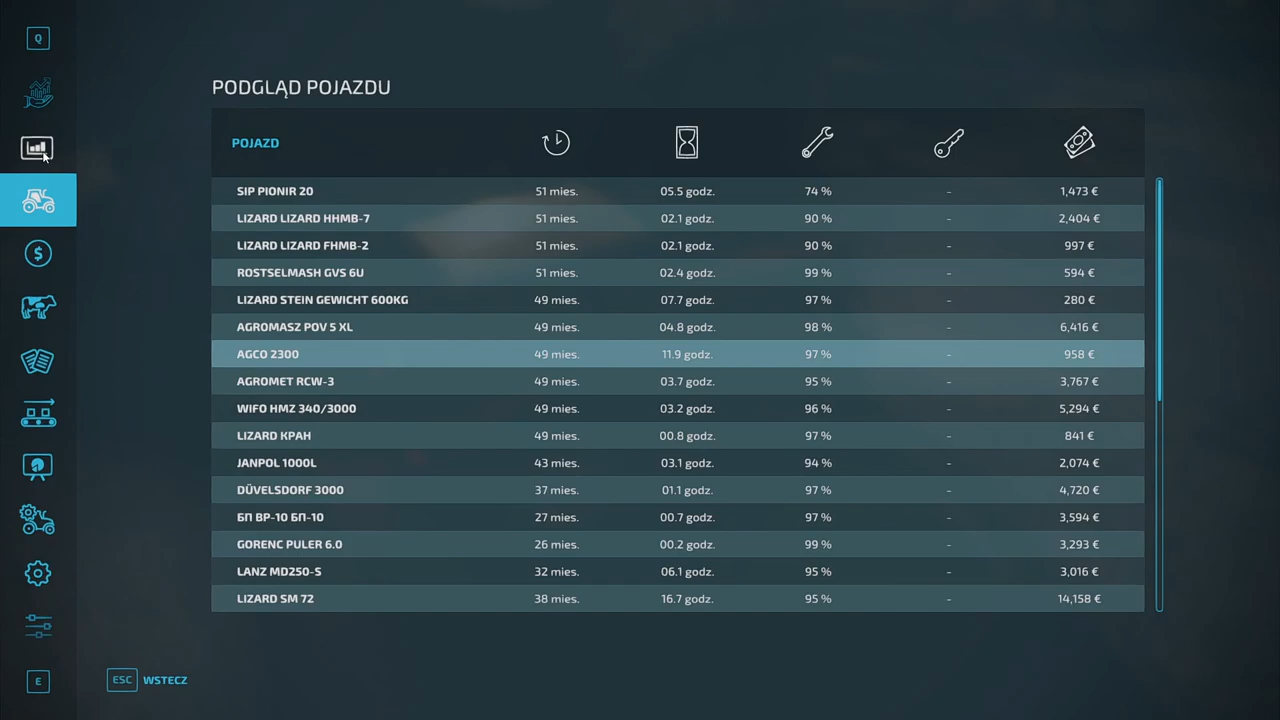 Q
PODGLĄD POJAZDU
POJAZD
SIP PIONIR 20 51 mies. 05.5 godz. 74 % - 1,473 €
LIZARD LIZARD HHMB-7 51 mies. 02.1 godz. 90 % - 2,404 €
LIZARD LIZARD FHMB-2 51 mies. 02.1 godz. 90 % - 997 €
ROSTSELMASH GVS 6U 51 mies. 02.4 godz. 99 % - 594 €
LIZARD STEIN GEWICHT 600KG 49 mies. 07.7 godz. 97 % - 280 €
AGROMASZ POV 5 XL 49 mies. 04.8 godz. 98 % - 6,416 €
AGCO 2300 49 mies. 11.9 godz. 97 % - 958 €
AGROMET RCW-3 49 mies. 03.7 godz. 95 % - 3,767 €
WIFO HMZ 340/3000 49 mies. 03.2 godz. 96 % - 5,294 €
LIZARD КРАН 49 mies. 00.8 godz. 97 % - 841 €
JANPOL 1000L 43 mies. 03.1 godz. 94 % - 2,074 €
DÜVELSDORF 3000 37 mies. 01.1 godz. 97 % - 4,720 €
БП ВР-10 БП-10 27 mies. 00.7 godz. 97 % - 3,594 €
GORENC PULER 6.0 26 mies. 00.2 godz. 99 % - 3,293 €
LANZ MD250-S 32 mies. 06.1 godz. 95 % - 3,016 €
LIZARD SM 72 38 mies. 16.7 godz. 95 % - 14,158 €
E
ESC WSTECZ